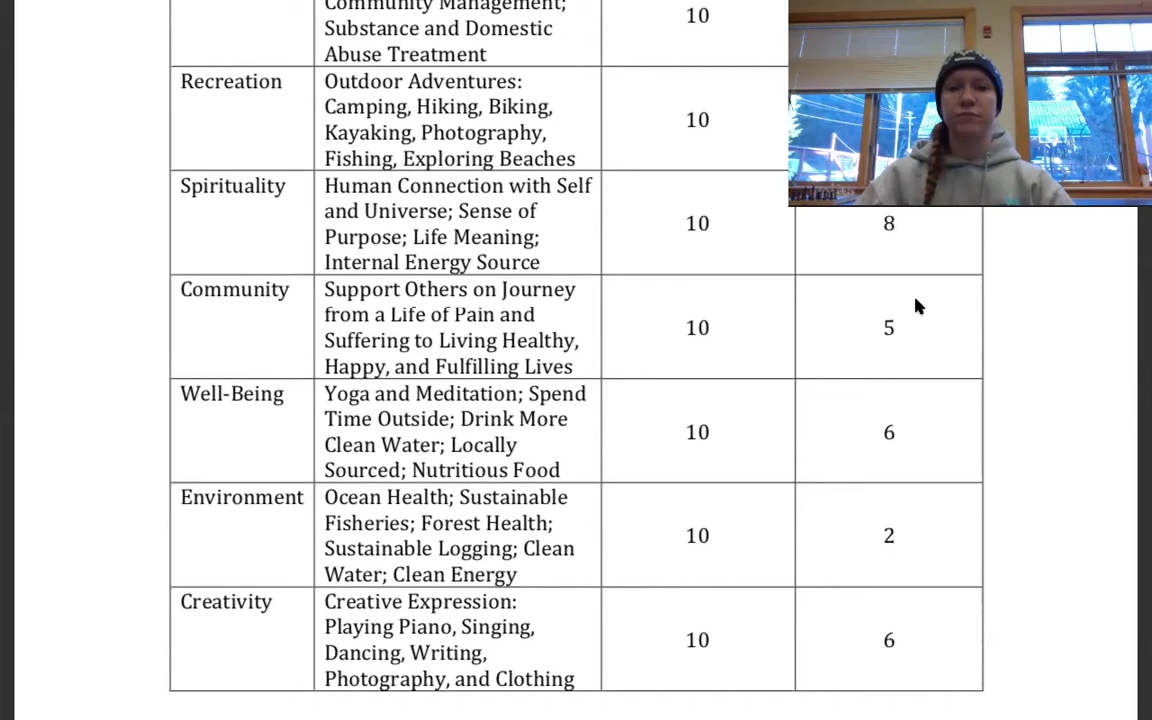 Community Management;
Substance and Domestic
Abuse Treatment
10
Recreation
Outdoor Adventures:
Camping, Hiking, Biking,
Kayaking, Photography,
Fishing, Exploring Beaches
10
Spirituality
Human Connection with Self
and Universe; Sense of
Purpose; Life Meaning;
Internal Energy Source
10
8
Community
Support Others on Journey
from a Life of Pain and
Suffering to Living Healthy,
Happy, and Fulfilling Lives
10
5
Well-Being
Yoga and Meditation; Spend
Time Outside; Drink More
Clean Water; Locally
Sourced; Nutritious Food
10
6
Environment
Ocean Health; Sustainable
Fisheries; Forest Health;
Sustainable Logging; Clean
Water; Clean Energy
10
2
Creativity
Creative Expression:
Playing Piano, Singing,
Dancing, Writing,
Photography, and Clothing
10
6